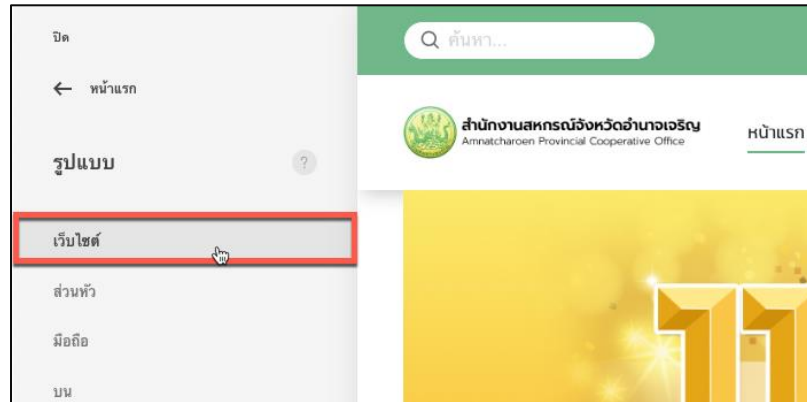 ปิด
← หน้าแรก
รูปแบบ ?
เว็บไซต์
ส่วนหัว
มือถือ
บน
ค้นหา...
สำนักงานสหกรณ์จังหวัดอำนาจเจริญ
Amnatcharoen Provincial Cooperative Office
หน้าแรก
11